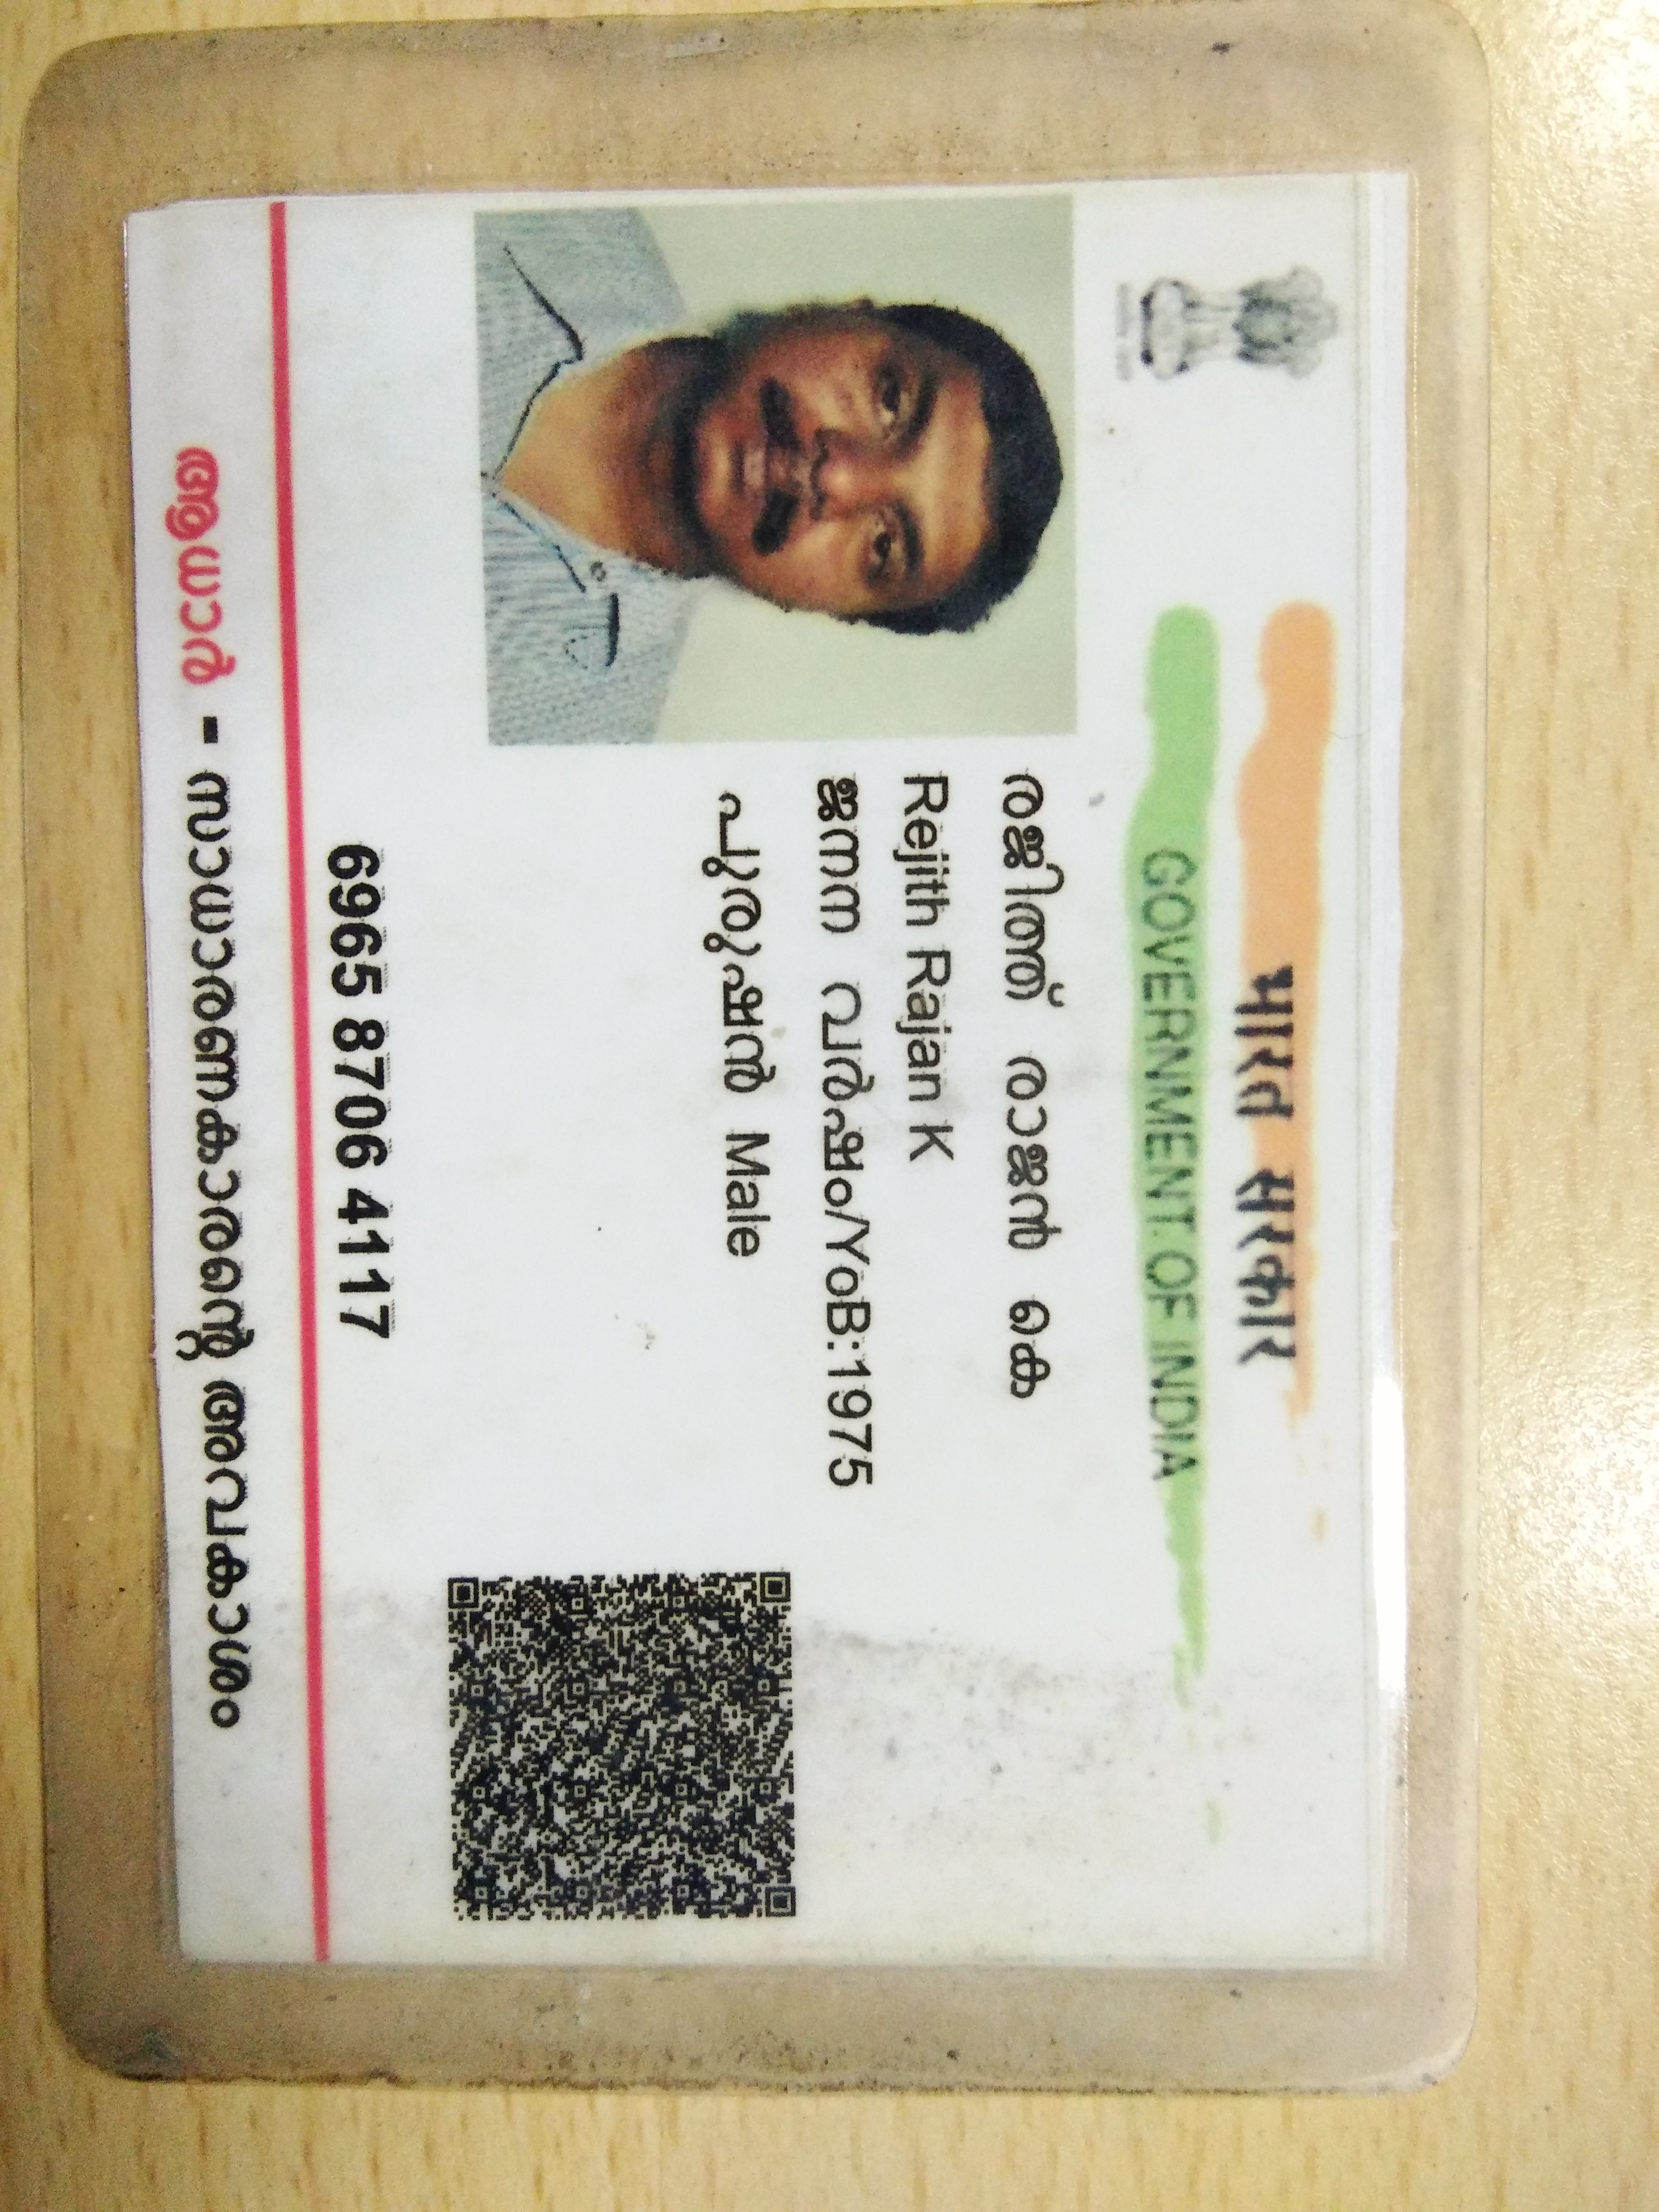 भारत सरकार
GOVERNMENT OF INDIA
രജിത്ത് രാജൻ കെ
Rejith Rajan K
ജനന വർഷം/YoB:1975
പുരുഷൻ Male
6965 8706 4117
ആധാർ - സാധാരണക്കാരന്റെ അവകാശം